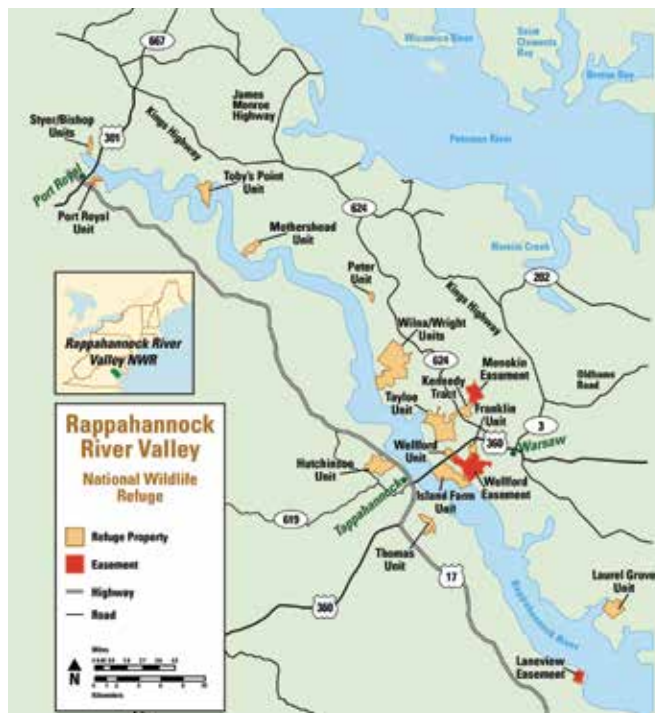 Wicomico River
Saint
Clements
Bay
Breton Bay
667
James
Monroe
Highway
Potomac River
Styer/Bishop
Units
301
Kings Highway
Port Royal
Port Royal
Unit
Toby's Point
Unit
624
Mothershead
Unit
Nomini Creek
202
Peter
Unit
Kings Highway
Rappahannock River
Valley NWR
Wilna/Wright
Units
624
Menokin
Easement
Oldhams
Road
Kennedy
Tract
Tayloe
Unit
Franklin
Unit
3
360
Warsaw
Wellford
Unit
Hutchinson
Unit
Wellford
Easement
Island Farm
Unit
Tappahannock
619
Thomas
Unit
17
360
Laurel Grove
Unit
Rappahannock River
Laneview
Easement
Rappahannock
River Valley
National Wildlife
Refuge
Refuge Property
Easement
Highway
Road
Miles
N
Kilometers